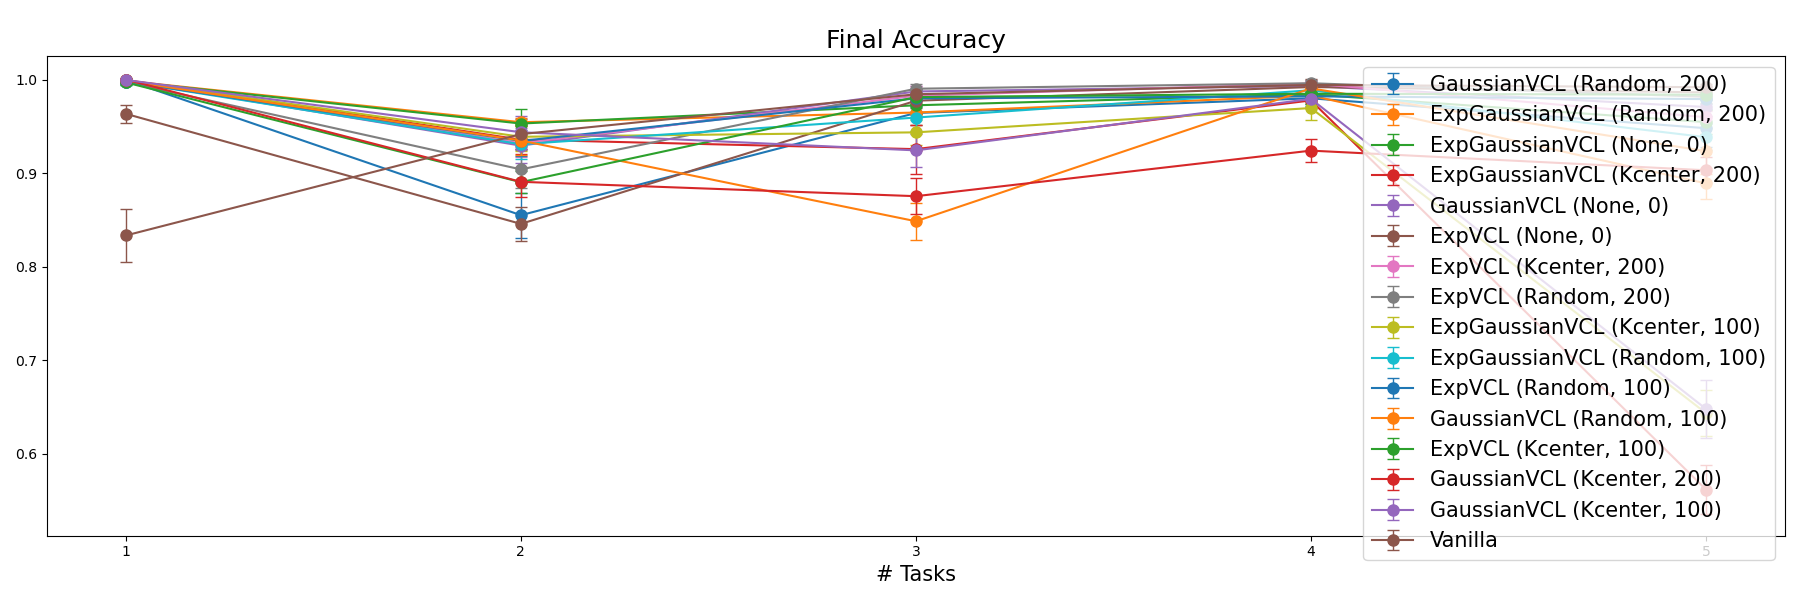 Final Accuracy
1.0
0.9
0.8
0.7
0.6
GaussianVCL (Random, 200)
ExpGaussianVCL (Random, 200)
ExpGaussianVCL (None, 0)
ExpGaussianVCL (Kcenter, 200)
GaussianVCL (None, 0)
ExpVCL (None, 0)
ExpVCL (Kcenter, 200)
ExpVCL (Random, 200)
ExpGaussianVCL (Kcenter, 100)
ExpGaussianVCL (Random, 100)
ExpVCL (Random, 100)
GaussianVCL (Random, 100)
ExpVCL (Kcenter, 100)
GaussianVCL (Kcenter, 200)
GaussianVCL (Kcenter, 100)
Vanilla
1 2 3 4 5
# Tasks